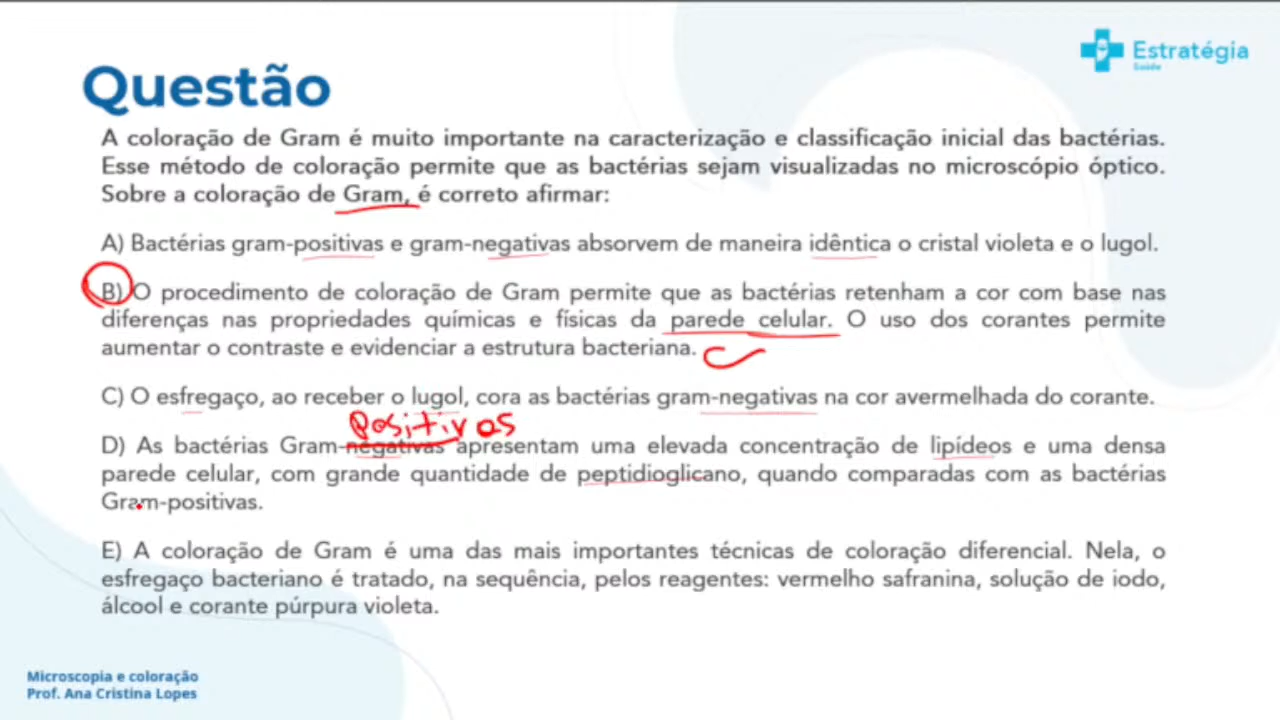 Estratégia
Saúde
Questão
A coloração de Gram é muito importante na caracterização e classificação inicial das bactérias.
Esse método de coloração permite que as bactérias sejam visualizadas no microscópio óptico.
Sobre a coloração de Gram, é correto afirmar:
A) Bactérias gram-positivas e gram-negativas absorvem de maneira idêntica o cristal violeta e o lugol.
B) O procedimento de coloração de Gram permite que as bactérias retenham a cor com base nas
diferenças nas propriedades químicas e físicas da parede celular. O uso dos corantes permite
aumentar o contraste e evidenciar a estrutura bacteriana.
C) O esfregaço, ao receber o lugol, cora as bactérias gram-negativas na cor avermelhada do corante.
Positivas
D) As bactérias Gram-negativas apresentam uma elevada concentração de lipídeos e uma densa
parede celular, com grande quantidade de peptidioglicano, quando comparadas com as bactérias
Gram-positivas.
E) A coloração de Gram é uma das mais importantes técnicas de coloração diferencial. Nela, o
esfregaço bacteriano é tratado, na sequência, pelos reagentes: vermelho safranina, solução de iodo,
álcool e corante púrpura violeta.
Microscopia e coloração
Prof. Ana Cristina Lopes